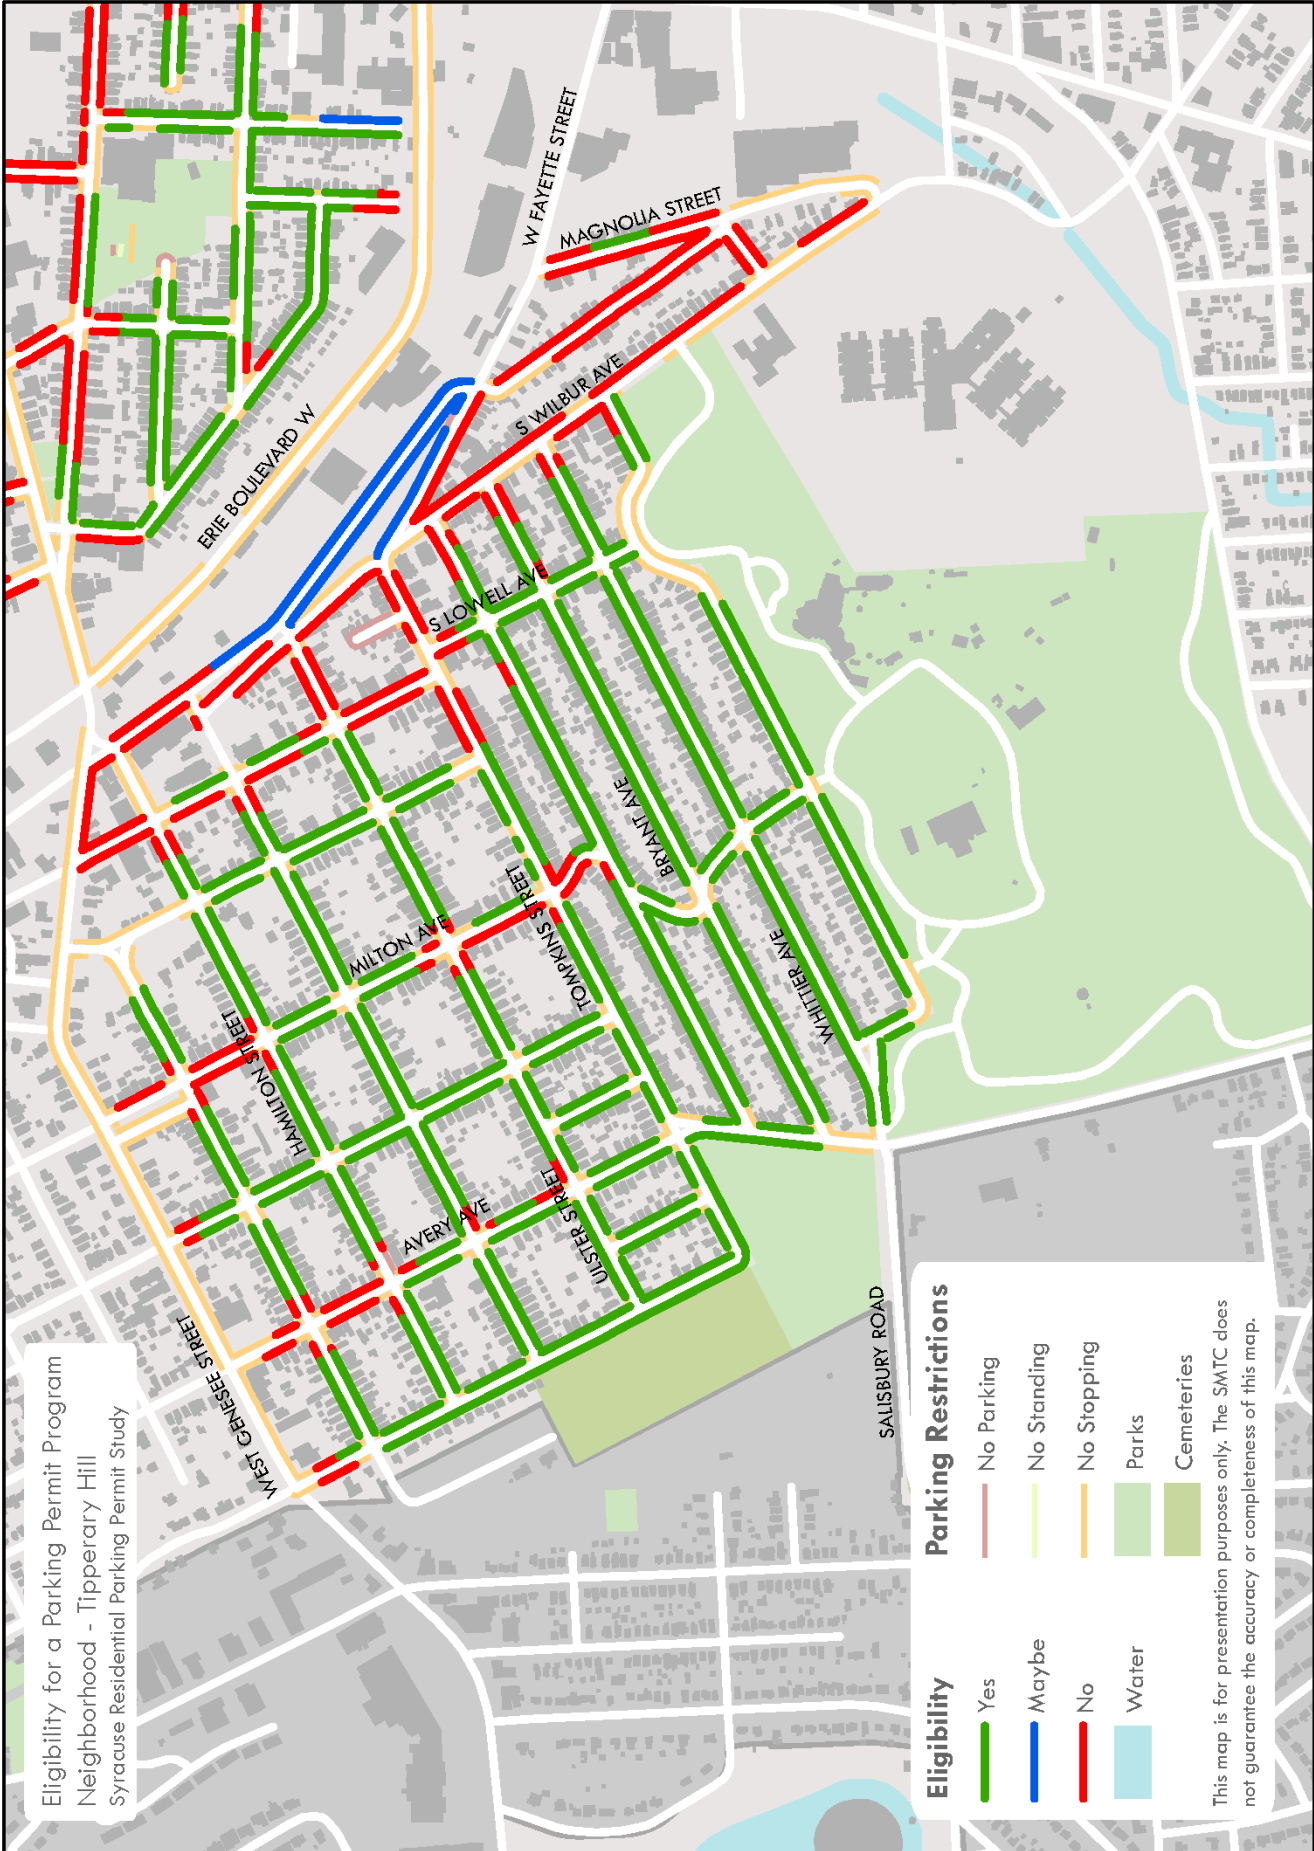 Eligibility for a Parking Permit Program
Neighborhood - Tipperary Hill
Syracuse Residential Parking Permit Study
WEST GENESEE STREET
AVERY AVE
ULSTER STREET
HAMILTON STREET
MILTON AVE
TOMPKINS STREET
WHITTIER AVE
BRYANT AVE
S LOWELL AVE
S WILBUR AVE
ERIE BOULEVARD W
W FAYETTE STREET
MAGNOLIA STREET
SALISBURY ROAD
Eligibility
Yes
Maybe
No
Water
Parking Restrictions
No Parking
No Standing
No Stopping
Parks
Cemeteries
This map is for presentation purposes only. The SMTC does
not guarantee the accuracy or completeness of this map.